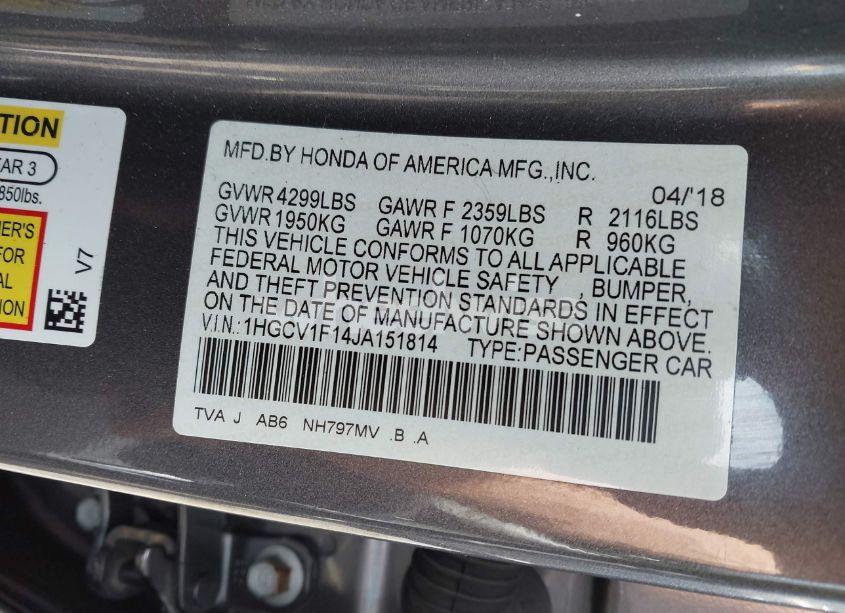 TION
AR 3
850lbs.
ER'S
FOR
AL
ION
V7
MFD.BY HONDA OF AMERICA MFG.,INC.
04/'18
GVWR 4299LBS GAWR F 2359LBS R 2116LBS
GVWR 1950KG GAWR F 1070KG R 960KG
THIS VEHICLE CONFORMS TO ALL APPLICABLE
FEDERAL MOTOR VEHICLE SAFETY , BUMPER,
AND THEFT PREVENTION STANDARDS IN EFFECT
ON THE DATE OF MANUFACTURE SHOWN ABOVE.
V.I.N.:1HGCV1F14JA151814 TYPE:PASSENGER CAR
TVA J AB6 NH797MV .B .A